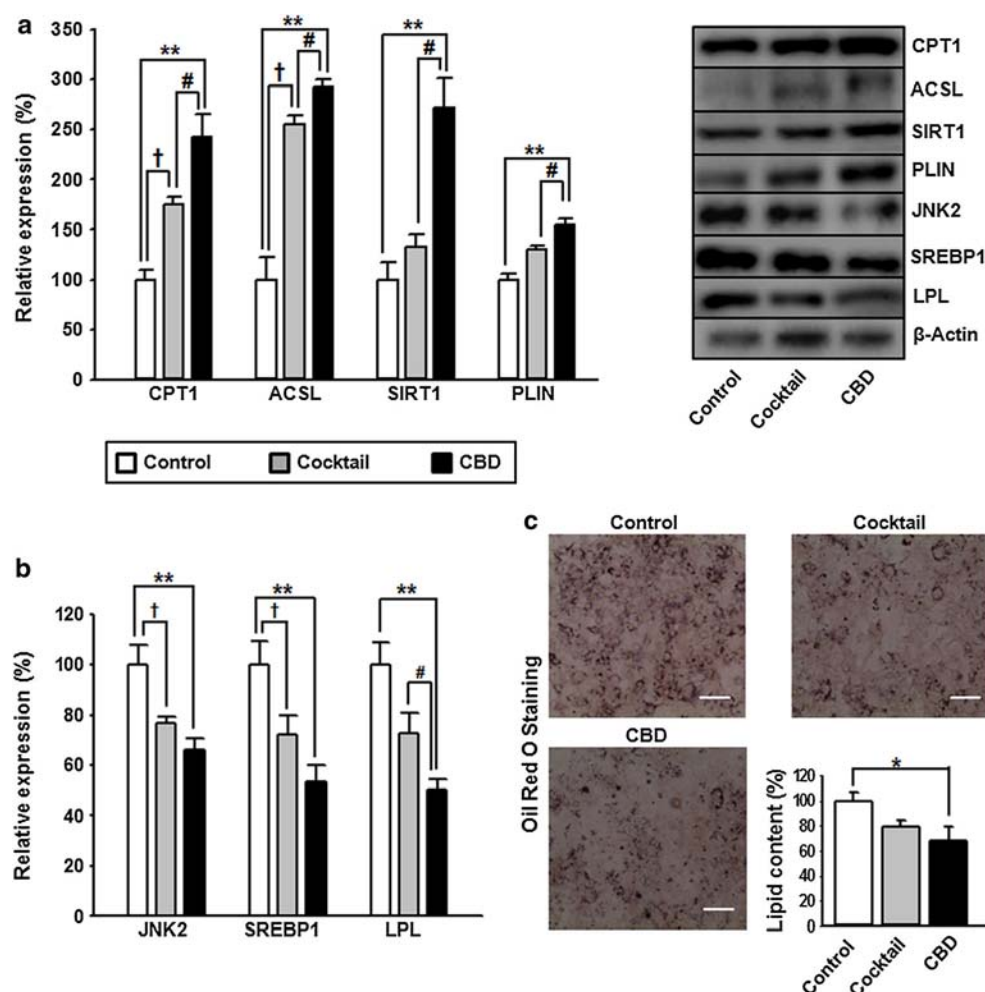 a
Relative expression (%)
350
300
250
200
150
100
50
0
**
#
†
**
#
†
**
#
**
#
CPT1 ACSL SIRT1 PLIN
CPT1
ACSL
SIRT1
PLIN
JNK2
SREBP1
LPL
β-Actin
Control Cocktail CBD
Control Cocktail CBD
b
Relative expression (%)
120
100
80
60
40
20
0
**
†
**
†
**
#
JNK2 SREBP1 LPL
c
Oil Red O Staining
Control
Cocktail
CBD
Lipid content (%)
120
100
80
60
40
20
0
*
Control Cocktail CBD